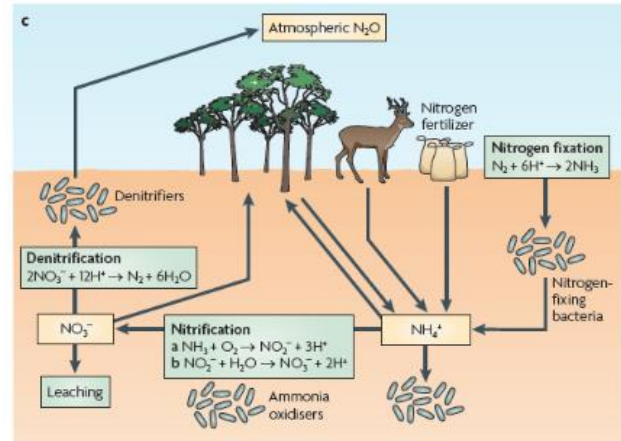 c
Atmospheric N₂O
Nitrogen
fertilizer
Nitrogen fixation
N₂ + 6H⁺ → 2NH₃
Denitrifiers
Denitrification
2NO₃⁻ + 12H⁺ → N₂ + 6H₂O
Nitrogen-
fixing
bacteria
NO₃⁻
Nitrification
a NH₃ + O₂ → NO₂⁻ + 3H⁺
b NO₂⁻ + H₂O → NO₃⁻ + 2H⁺
NH₄⁺
Leaching
Ammonia
oxidisers